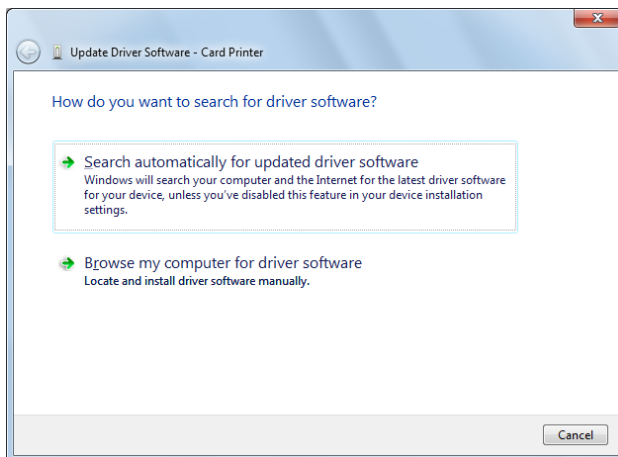 Update Driver Software - Card Printer
How do you want to search for driver software?
Search automatically for updated driver software
Windows will search your computer and the Internet for the latest driver software
for your device, unless you've disabled this feature in your device installation
settings.
Browse my computer for driver software
Locate and install driver software manually.
Cancel